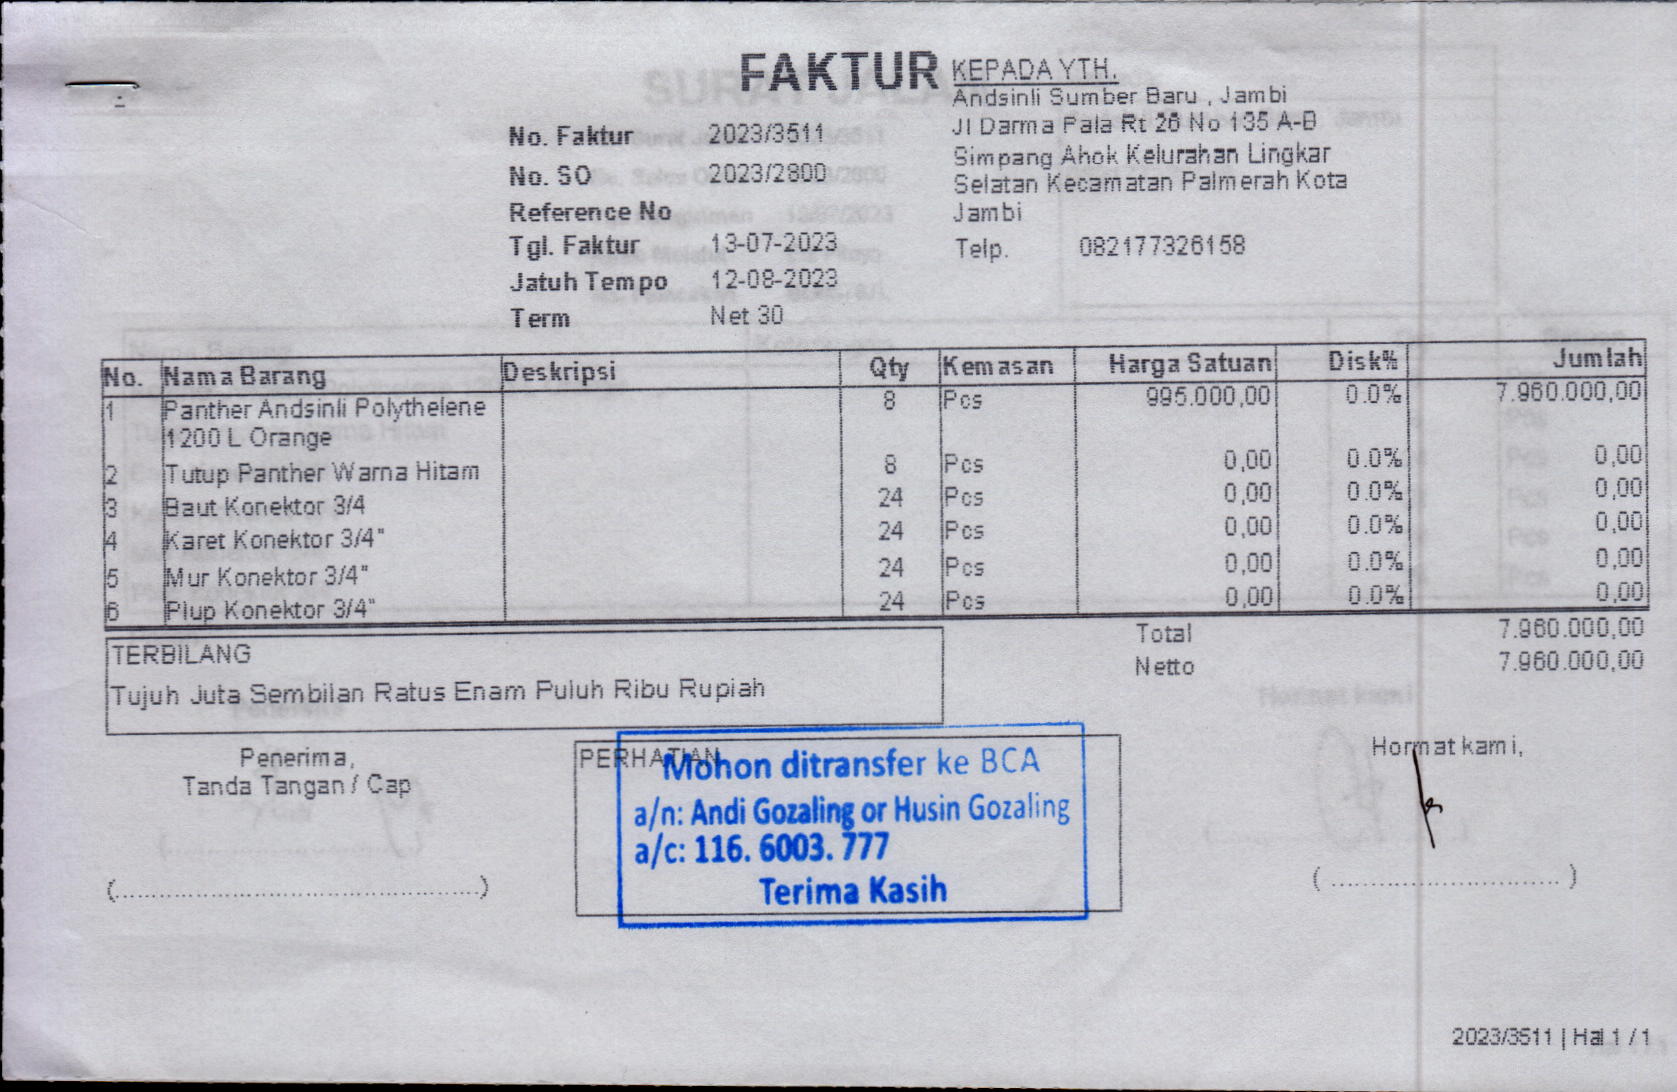 FAKTUR
No. Faktur 2023/3511
No. SO 2023/2800
Reference No
Tgl. Faktur 13-07-2023
Jatuh Tempo 12-08-2023
Term Net 30
KEPADA YTH.
Andsinli Sumber Baru , Jambi
Jl Darma Pala Rt 26 No 135 A-B
Simpang Ahok Kelurahan Lingkar
Selatan Kecamatan Palmerah Kota
Jambi
Telp. 082177326158
No. Nama Barang Deskripsi Qty Kemasan Harga Satuan Disk% Jumlah
1 Panther Andsinli Polythelene 8 Pcs 995.000,00 0.0% 7.960.000,00
1200 L Orange
2 Tutup Panther Warna Hitam 8 Pcs 0,00 0.0% 0,00
3 Baut Konektor 3/4 24 Pcs 0,00 0.0% 0,00
4 Karet Konektor 3/4" 24 Pcs 0,00 0.0% 0,00
5 Mur Konektor 3/4" 24 Pcs 0,00 0.0% 0,00
6 Plup Konektor 3/4" 24 Pcs 0,00 0.0% 0,00
Total 7.960.000,00
Netto 7.960.000,00
TERBILANG
Tujuh Juta Sembilan Ratus Enam Puluh Ribu Rupiah
Penerima,
Tanda Tangan / Cap
(..............................................)
PERHATIAN
Mohon ditransfer ke BCA
a/n: Andi Gozaling or Husin Gozaling
a/c: 116. 6003. 777
Terima Kasih
Hormat kami,
( ............................. )
2023/3511 | Hal 1 / 1